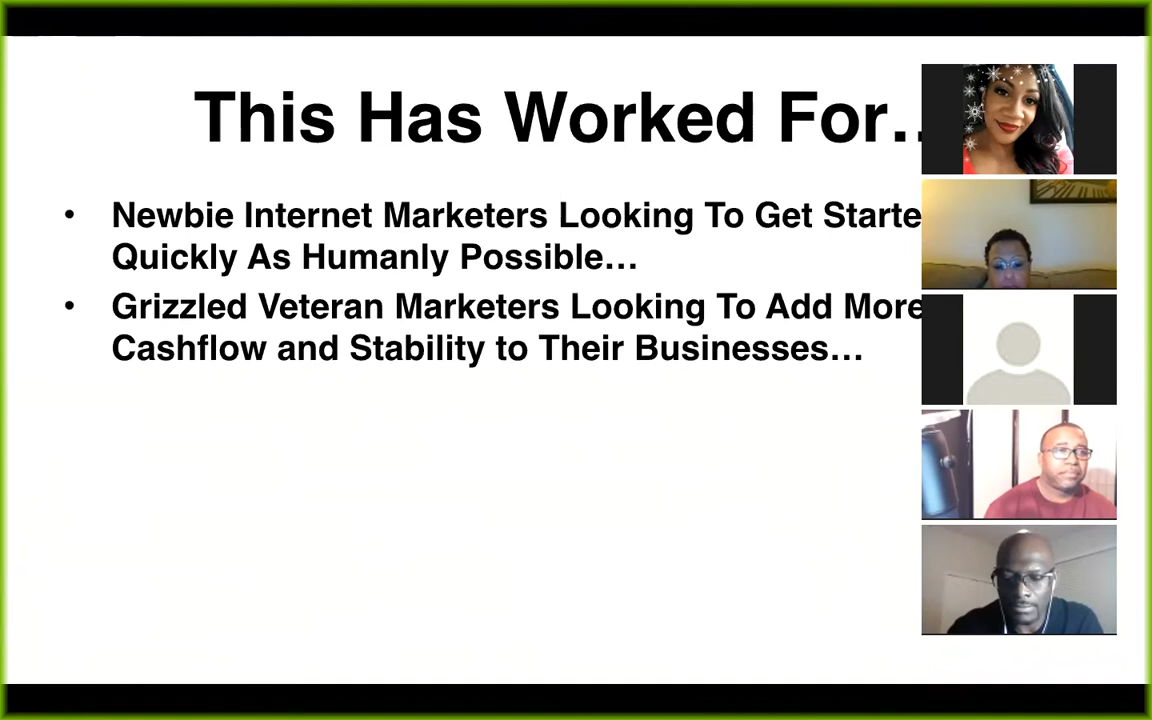 This Has Worked For..
• Newbie Internet Marketers Looking To Get Starte
Quickly As Humanly Possible...
• Grizzled Veteran Marketers Looking To Add More
Cashflow and Stability to Their Businesses...